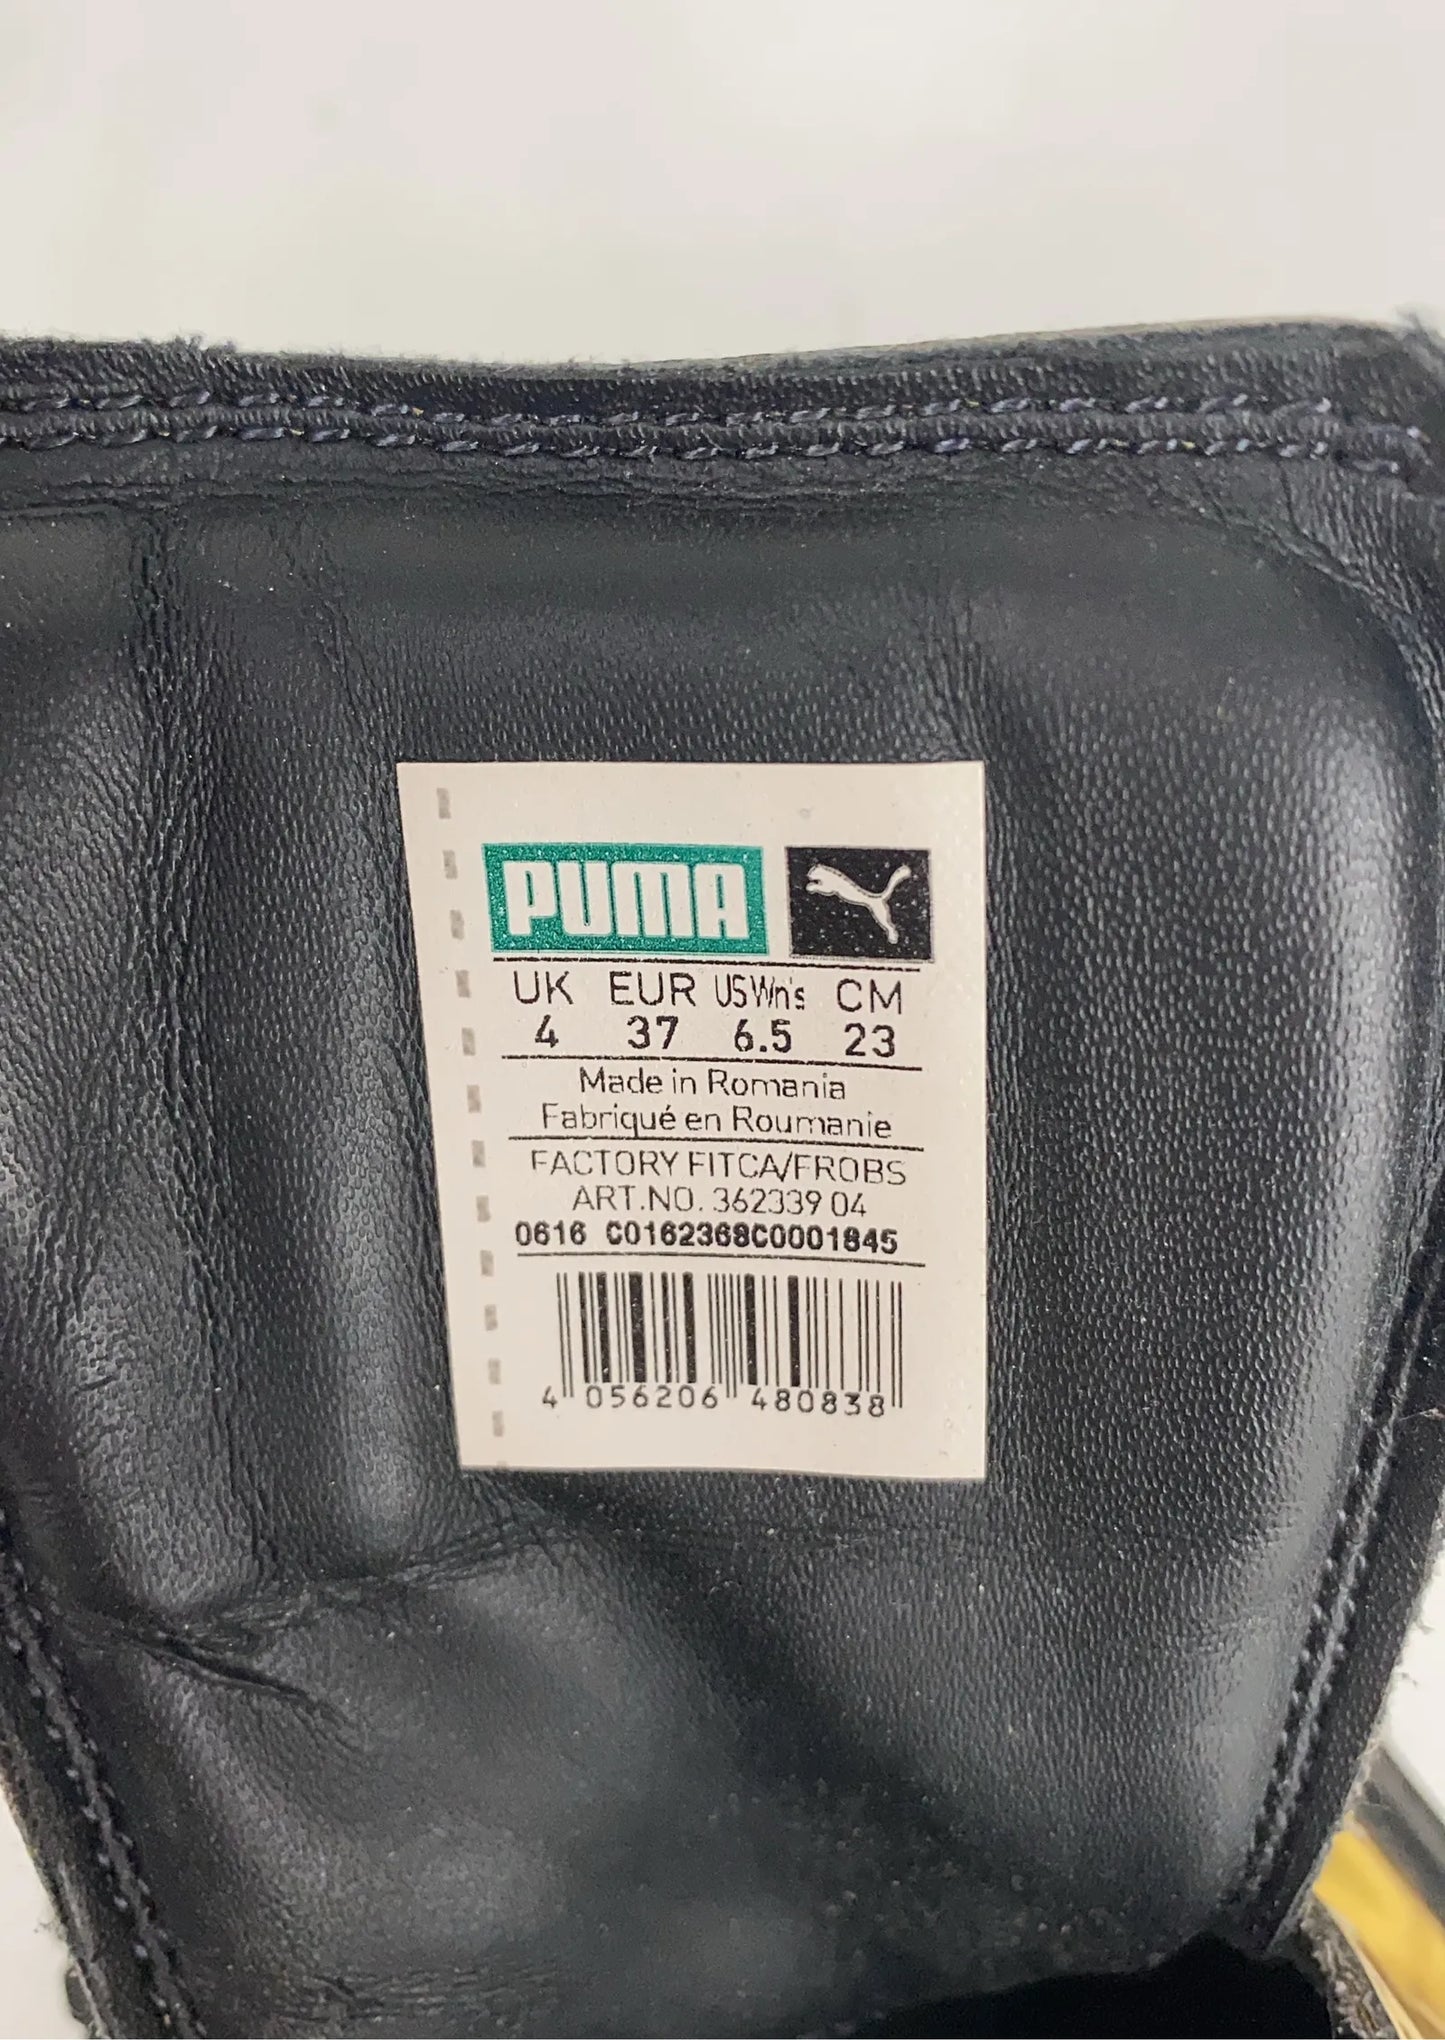 PUMA
UK EUR US Wn's CM
4 37 6.5 23
Made in Romania
Fabriqué en Roumanie
FACTORY FITCA/FROBS
ART.NO. 362339 04
0616 C0162368C0001845
4 056206 480838